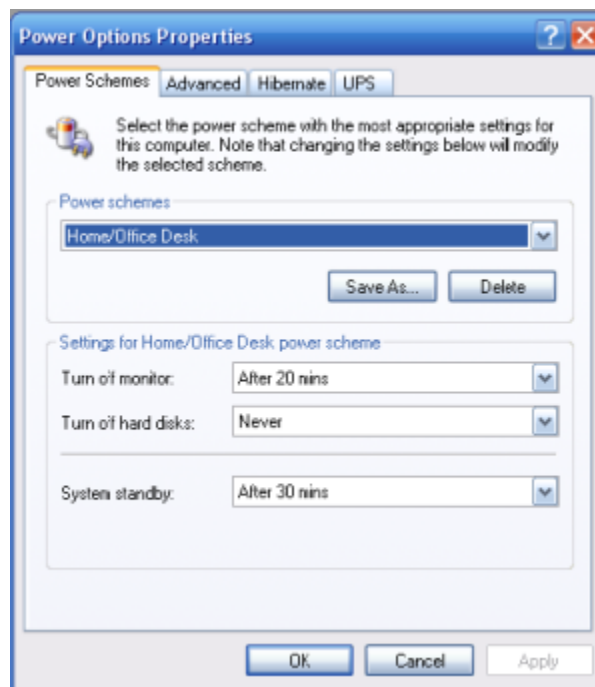 Power Options Properties
Power Schemes Advanced Hibernate UPS
Select the power scheme with the most appropriate settings for
this computer. Note that changing the settings below will modify
the selected scheme.
Power schemes
Home/Office Desk
Save As... Delete
Settings for Home/Office Desk power scheme
Turn off monitor: After 20 mins
Turn off hard disks: Never
System standby: After 30 mins
OK Cancel Apply